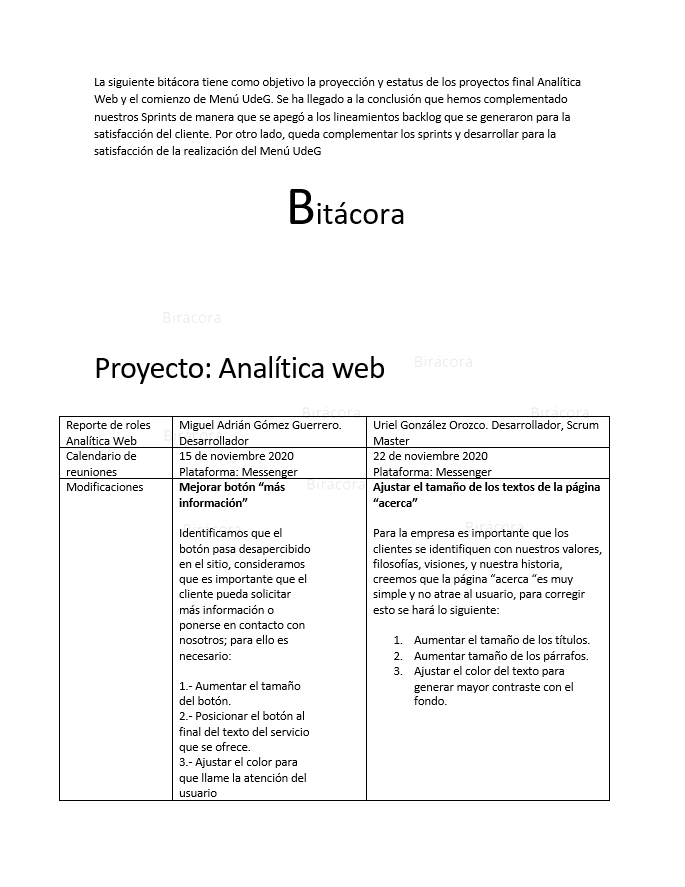 La siguiente bitácora tiene como objetivo la proyección y estatus de los proyectos final Analítica
Web y el comienzo de Menú UdeG. Se ha llegado a la conclusión que hemos complementado
nuestros Sprints de manera que se apegó a los lineamientos backlog que se generaron para la
satisfacción del cliente. Por otro lado, queda complementar los sprints y desarrollar para la
satisfacción de la realización del Menú UdeG
Bitácora
Birácora
Birácora
Proyecto: Analítica web
Birácora
Birácora
Reporte de roles
Analítica Web
Miguel Adrián Gómez Guerrero.
Desarrollador
Uriel González Orozco. Desarrollador, Scrum
Master
Calendario de
reuniones
15 de noviembre 2020
Plataforma: Messenger
22 de noviembre 2020
Plataforma: Messenger
Modificaciones
Mejorar botón “más
información”
Identificamos que el
botón pasa desapercibido
en el sitio, consideramos
que es importante que el
cliente pueda solicitar
más información o
ponerse en contacto con
nosotros; para ello es
necesario:
1.- Aumentar el tamaño
del botón.
2.- Posicionar el botón al
final del texto del servicio
que se ofrece.
3.- Ajustar el color para
que llame la atención del
usuario
Birácora
Ajustar el tamaño de los textos de la página
“acerca”
Birácora
Birácora
Para la empresa es importante que los
clientes se identifiquen con nuestros valores,
filosofías, visiones, y nuestra historia,
creemos que la página “acerca “es muy
simple y no atrae al usuario, para corregir
esto se hará lo siguiente:
1. Aumentar el tamaño de los títulos.
2. Aumentar tamaño de los párrafos.
3. Ajustar el color del texto para
generar mayor contraste con el
fondo.